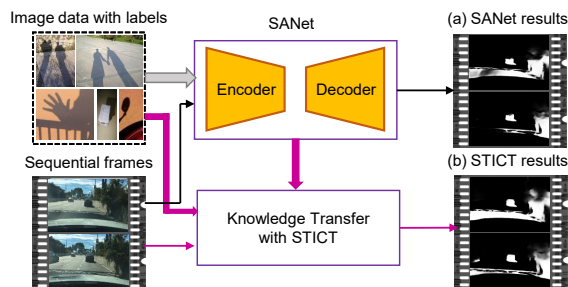 Image data with labels
SANet
(a) SANet results
Encoder
Decoder
Sequential frames
(b) STICT results
Knowledge Transfer
with STICT